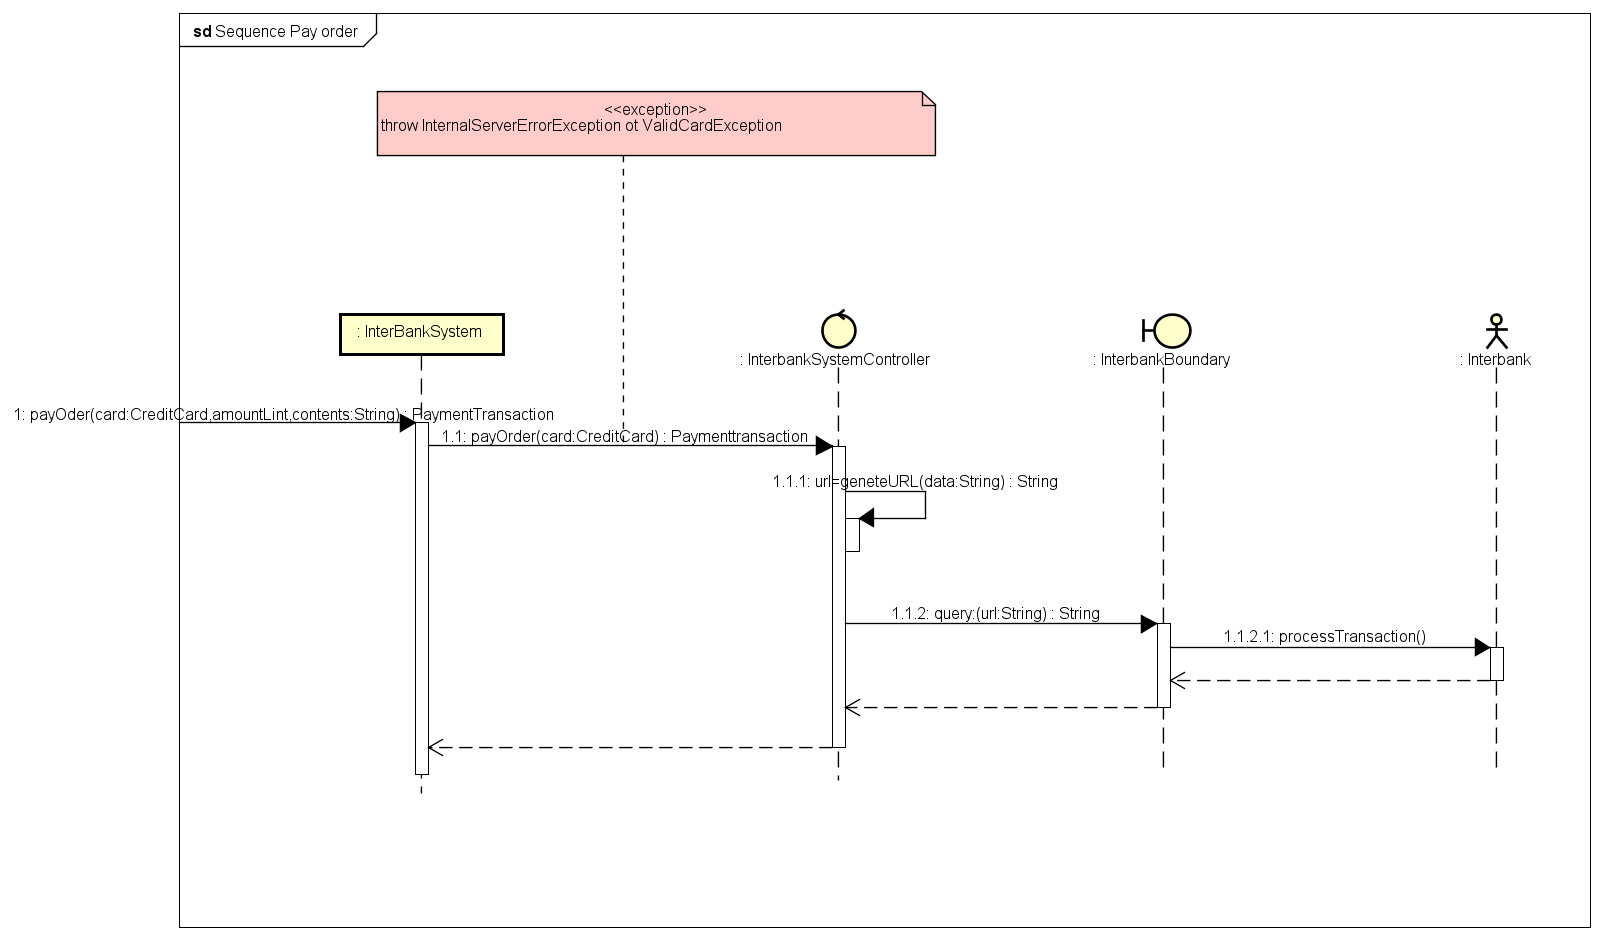 sd Sequence Pay order
<<exception>>
throw InternalServerErrorException ot ValidCardException
: InterBankSystem
: InterbankSystemController
: InterbankBoundary
: Interbank
1: payOder(card:CreditCard,amountLint,contents:String) : PaymentTransaction
1.1: payOrder(card:CreditCard) : Paymenttransaction
1.1.1: url=geneteURL(data:String) : String
1.1.2: query:(url:String) : String
1.1.2.1: processTransaction()